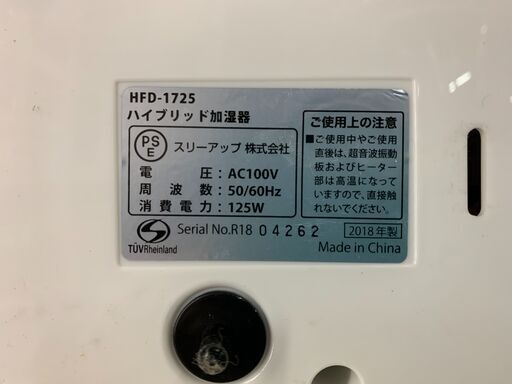 HFD-1725
ハイブリッド加湿器
PS
E
スリーアップ 株式会社
電　　圧：AC100V
周 波 数：50/60Hz
消費電力：125W
ご使用上の注意
■ご使用中やご使用
直後は、超音波振動
板およびヒーター
部は高温になって
いますので、直接触
れないでください。
S
TÜVRheinland
Serial No.R18 04262
2018年製
Made in China